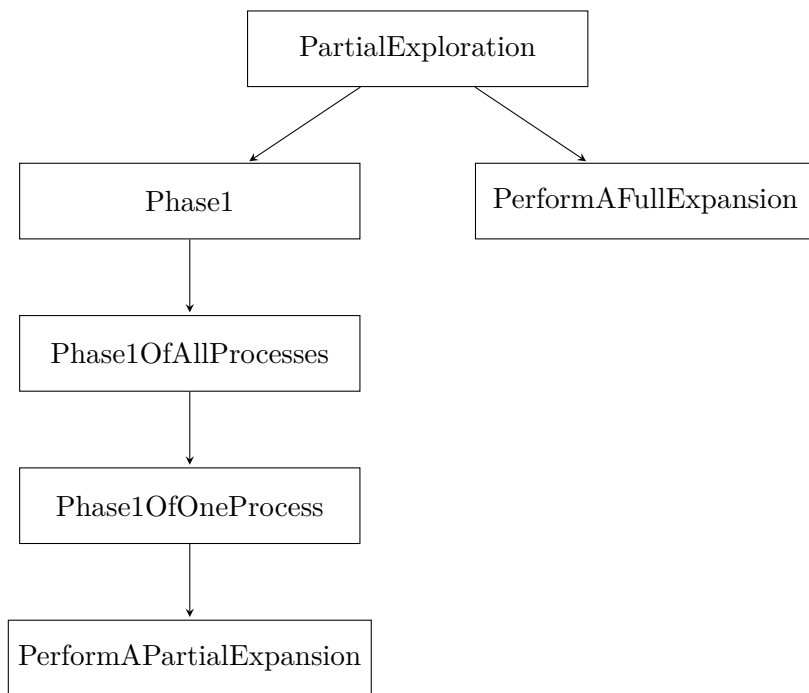 PartialExploration
Phase1
PerformAFullExpansion
Phase1OfAllProcesses
Phase1OfOneProcess
PerformAPartialExpansion